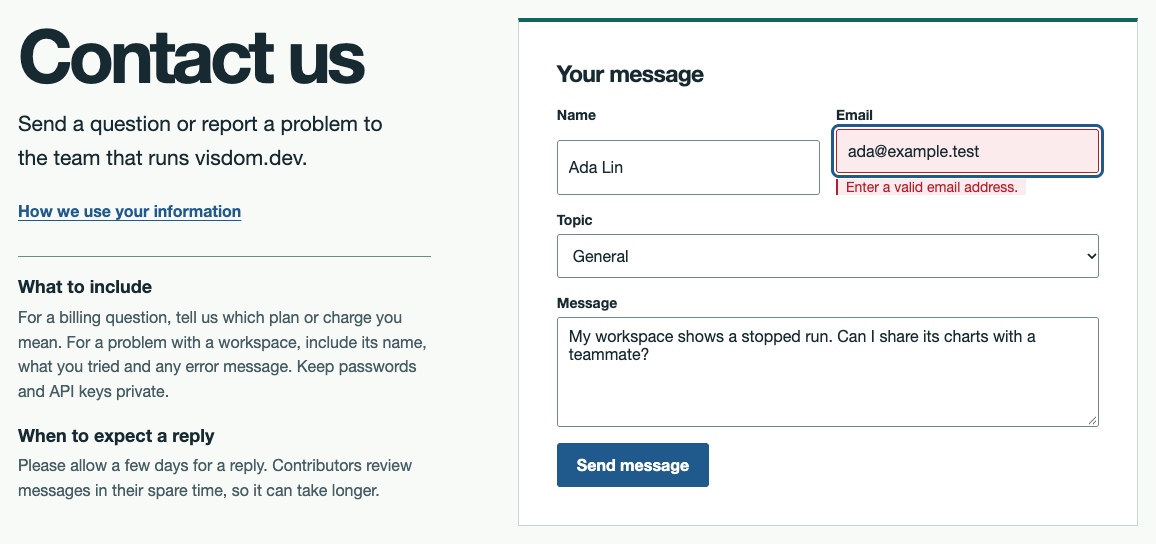 Contact us
Send a question or report a problem to
the team that runs visdom.dev.
How we use your information
What to include
For a billing question, tell us which plan or charge you
mean. For a problem with a workspace, include its name,
what you tried and any error message. Keep passwords
and API keys private.
When to expect a reply
Please allow a few days for a reply. Contributors review
messages in their spare time, so it can take longer.
Your message
Name
Ada Lin
Email
ada@example.test
Enter a valid email address.
Topic
General
Message
My workspace shows a stopped run. Can I share its charts with a
teammate?
Send message